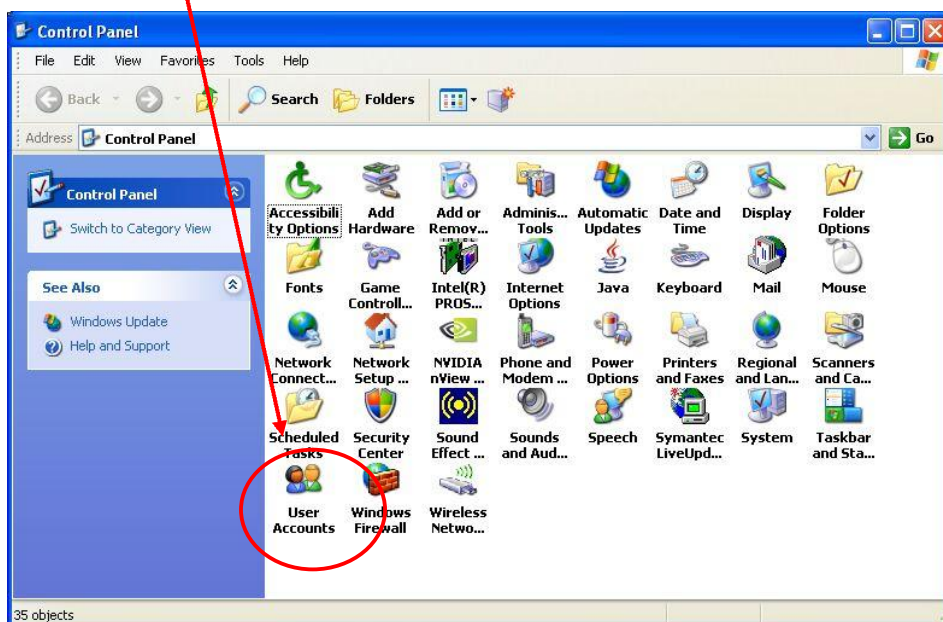 Control Panel
File Edit View Favorites Tools Help
Back Search Folders
Address Control Panel Go
Control Panel
Switch to Category View
See Also
Windows Update
Help and Support
Accessibili Add Add or Adminis... Automatic Date and Display Folder
ty Options Hardware Remov... Tools Updates Time Options
Fonts Game Intel(R) Internet Java Keyboard Mail Mouse
Controll... PROS... Options
Network Network NVIDIA Phone and Power Printers Regional Scanners
Connect... Setup ... nView ... Modem ... Options and Faxes and Lan... and Ca...
Scheduled Security Sound Sounds Speech Symantec System Taskbar
Tasks Center Effect ... and Aud... LiveUpd... and Sta...
User Windows Wireless
Accounts Firewall Netwo...
35 objects